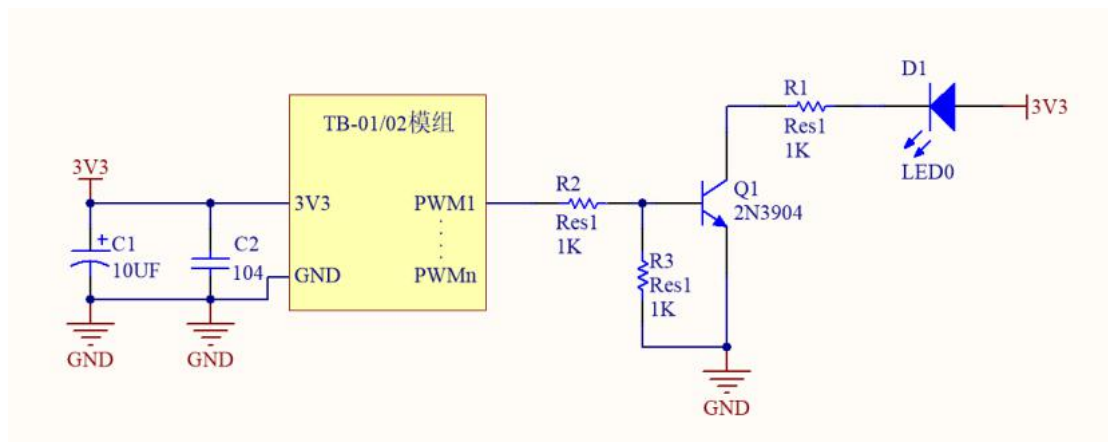 3V3
C1
10UF
C2
104
GND
GND
TB-01/02模组
3V3
GND
PWM1
PWMn
R2
Res1
1K
R3
Res1
1K
Q1
2N3904
GND
R1
Res1
1K
D1
LED0
3V3